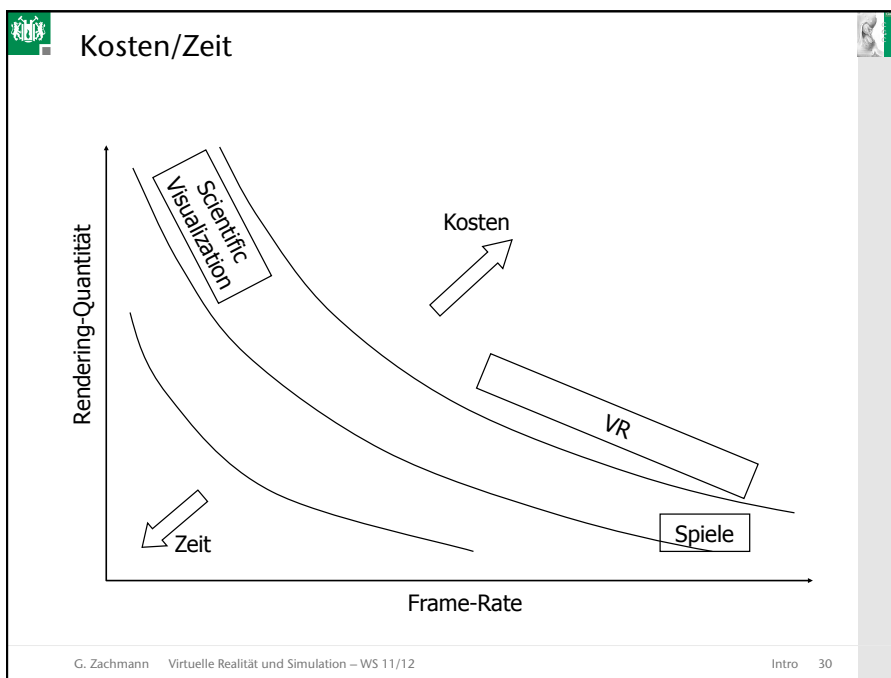 Kosten/Zeit
Rendering-Quantität
Scientific
Visualization
Kosten
VR
Spiele
Zeit
Frame-Rate
G. Zachmann Virtuelle Realität und Simulation – WS 11/12 Intro 30